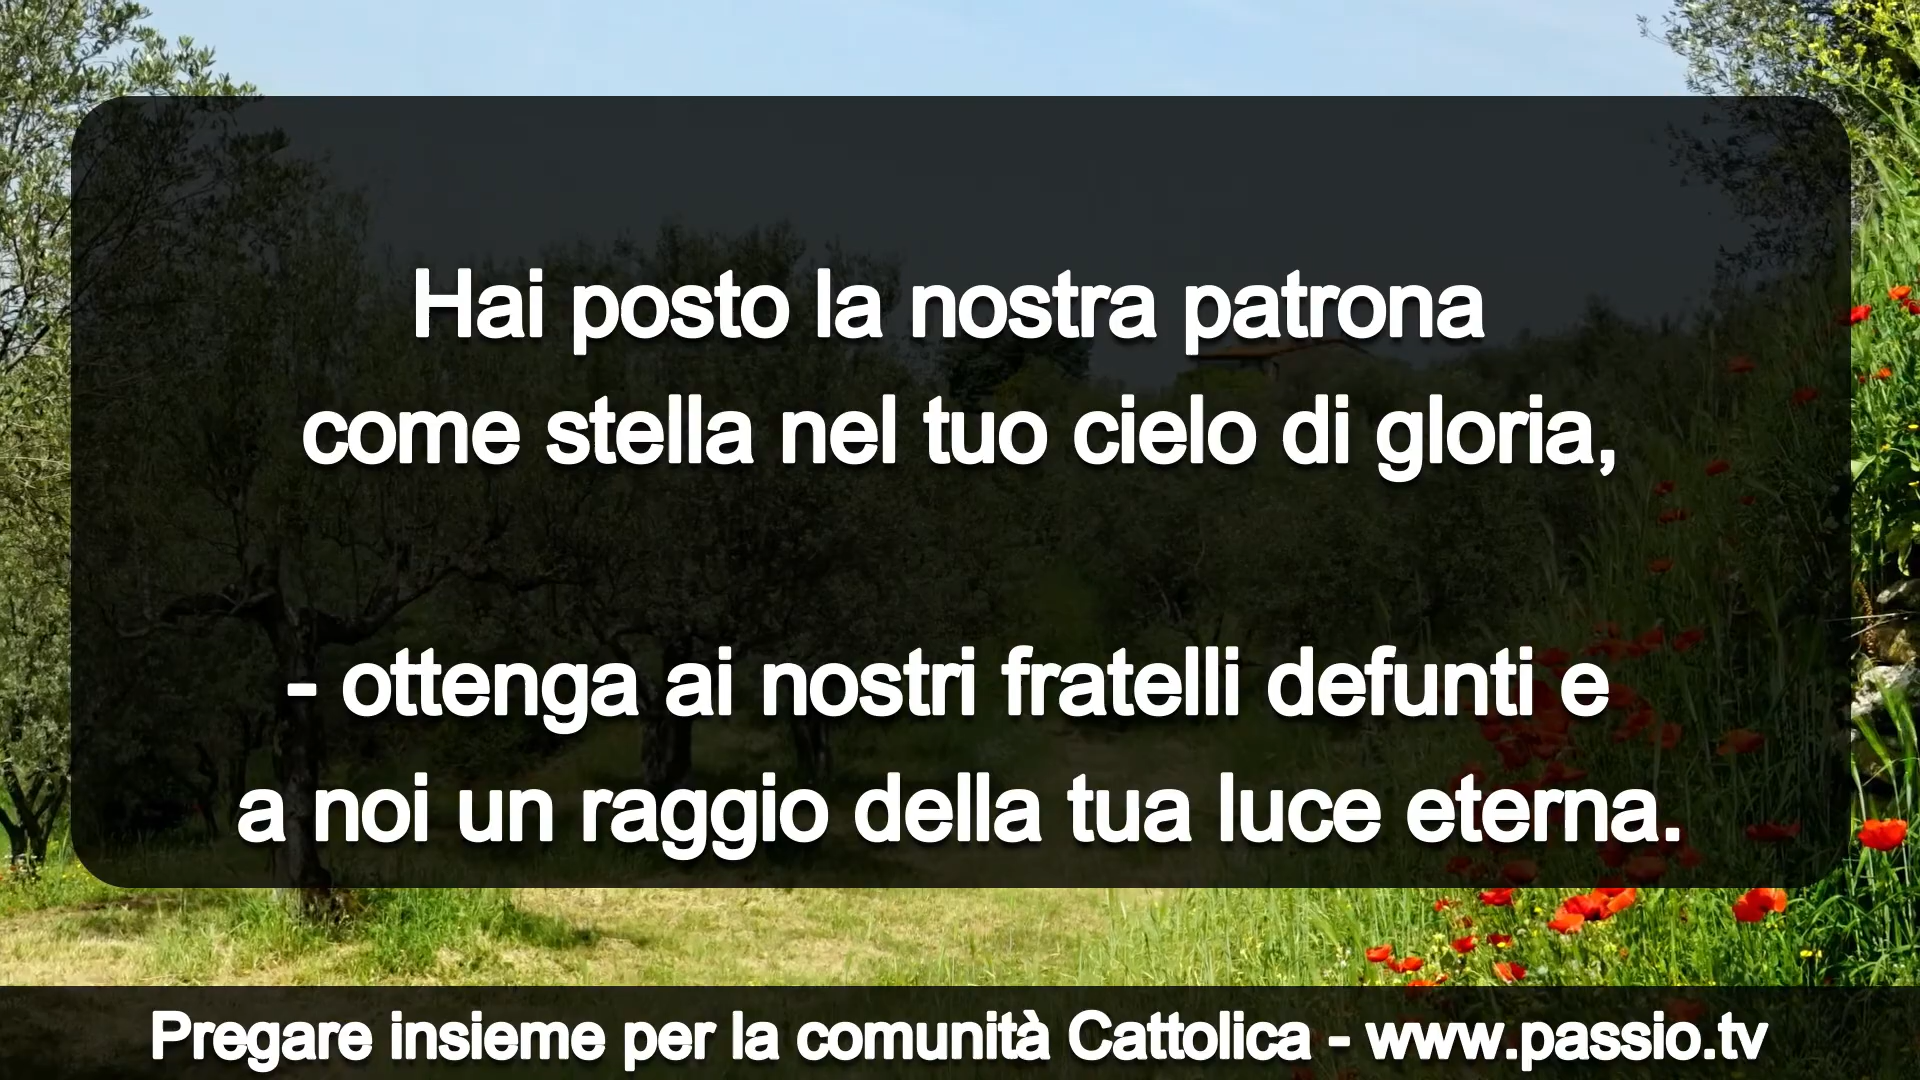 Hai posto la nostra patrona
come stella nel tuo cielo di gloria,
- ottenga ai nostri fratelli defunti e
a noi un raggio della tua luce eterna.
Pregare insieme per la comunità Cattolica - www.passio.tv